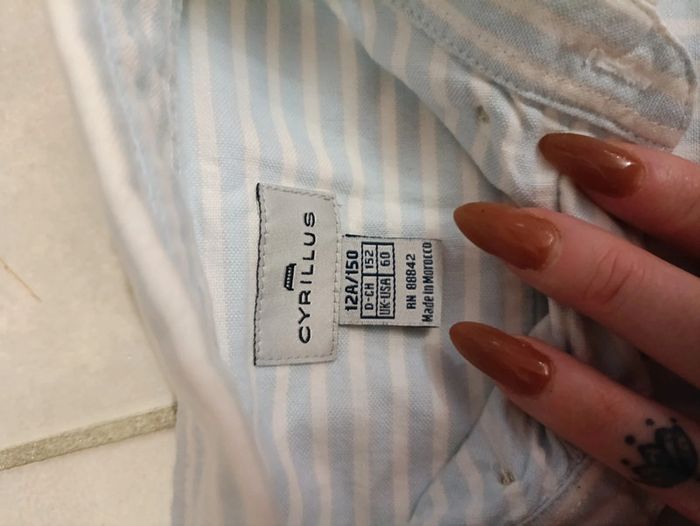 CYRILLUS
12A/150
D-CH 152
UK-USA 60
RN 88842
Made in Morocco